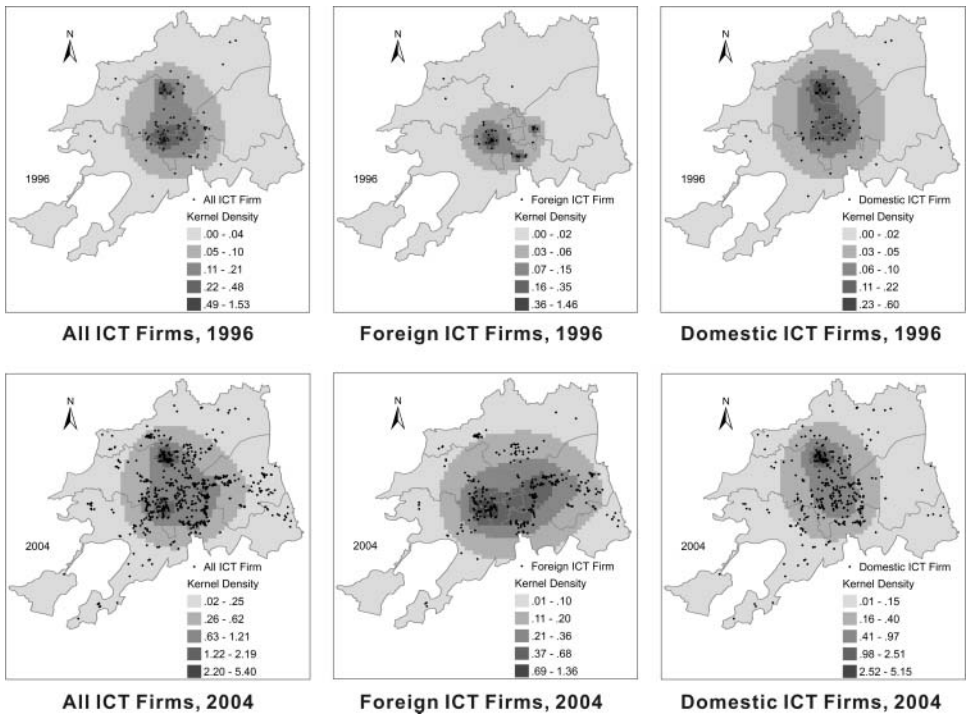 N
1996
All ICT Firm
Kernel Density
.00 - .04
.05 - .10
.11 - .21
.22 - .48
.49 - 1.53
All ICT Firms, 1996
N
1996
Foreign ICT Firm
Kernel Density
.00 - .02
.03 - .06
.07 - .15
.16 - .35
.36 - 1.46
Foreign ICT Firms, 1996
N
1996
Domestic ICT Firm
Kernel Density
.00 - .02
.03 - .05
.06 - .10
.11 - .22
.23 - .60
Domestic ICT Firms, 1996
N
2004
All ICT Firm
Kernel Density
.02 - .25
.26 - .62
.63 - 1.21
1.22 - 2.19
2.20 - 5.40
All ICT Firms, 2004
N
2004
Foreign ICT Firm
Kernel Density
.01 - .10
.11 - .20
.21 - .36
.37 - .68
.69 - 1.36
Foreign ICT Firms, 2004
N
2004
Domestic ICT Firm
Kernel Density
.01 - .15
.16 - .40
.41 - .97
.98 - 2.51
2.52 - 5.15
Domestic ICT Firms, 2004